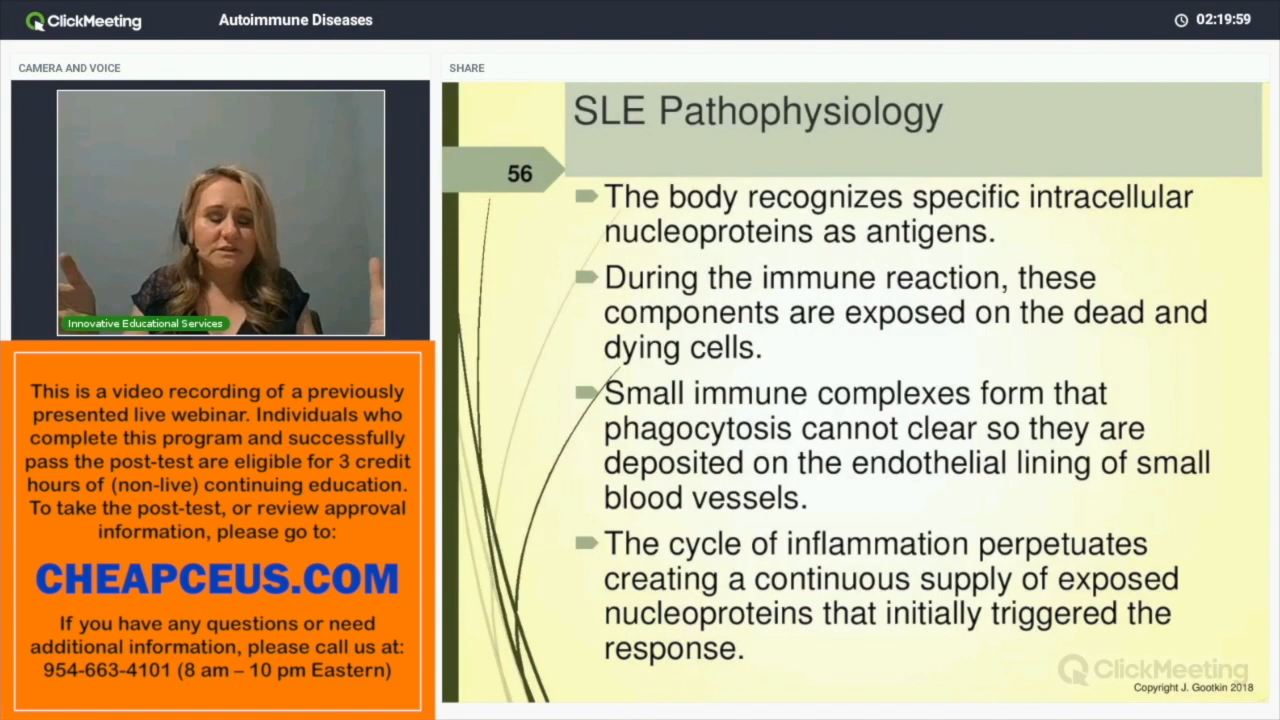 ClickMeeting
Autoimmune Diseases
02:19:59
CAMERA AND VOICE
Innovative Educational Services
This is a video recording of a previously
presented live webinar. Individuals who
complete this program and successfully
pass the post-test are eligible for 3 credit
hours of (non-live) continuing education.
To take the post-test, or review approval
information, please go to:
CHEAPCEUS.COM
If you have any questions or need
additional information, please call us at:
954-663-4101 (8 am – 10 pm Eastern)
SHARE
SLE Pathophysiology
56
The body recognizes specific intracellular
nucleoproteins as antigens.
During the immune reaction, these
components are exposed on the dead and
dying cells.
Small immune complexes form that
phagocytosis cannot clear so they are
deposited on the endothelial lining of small
blood vessels.
The cycle of inflammation perpetuates
creating a continuous supply of exposed
nucleoproteins that initially triggered the
response.
ClickMeeting
Copyright J. Gootkin 2018